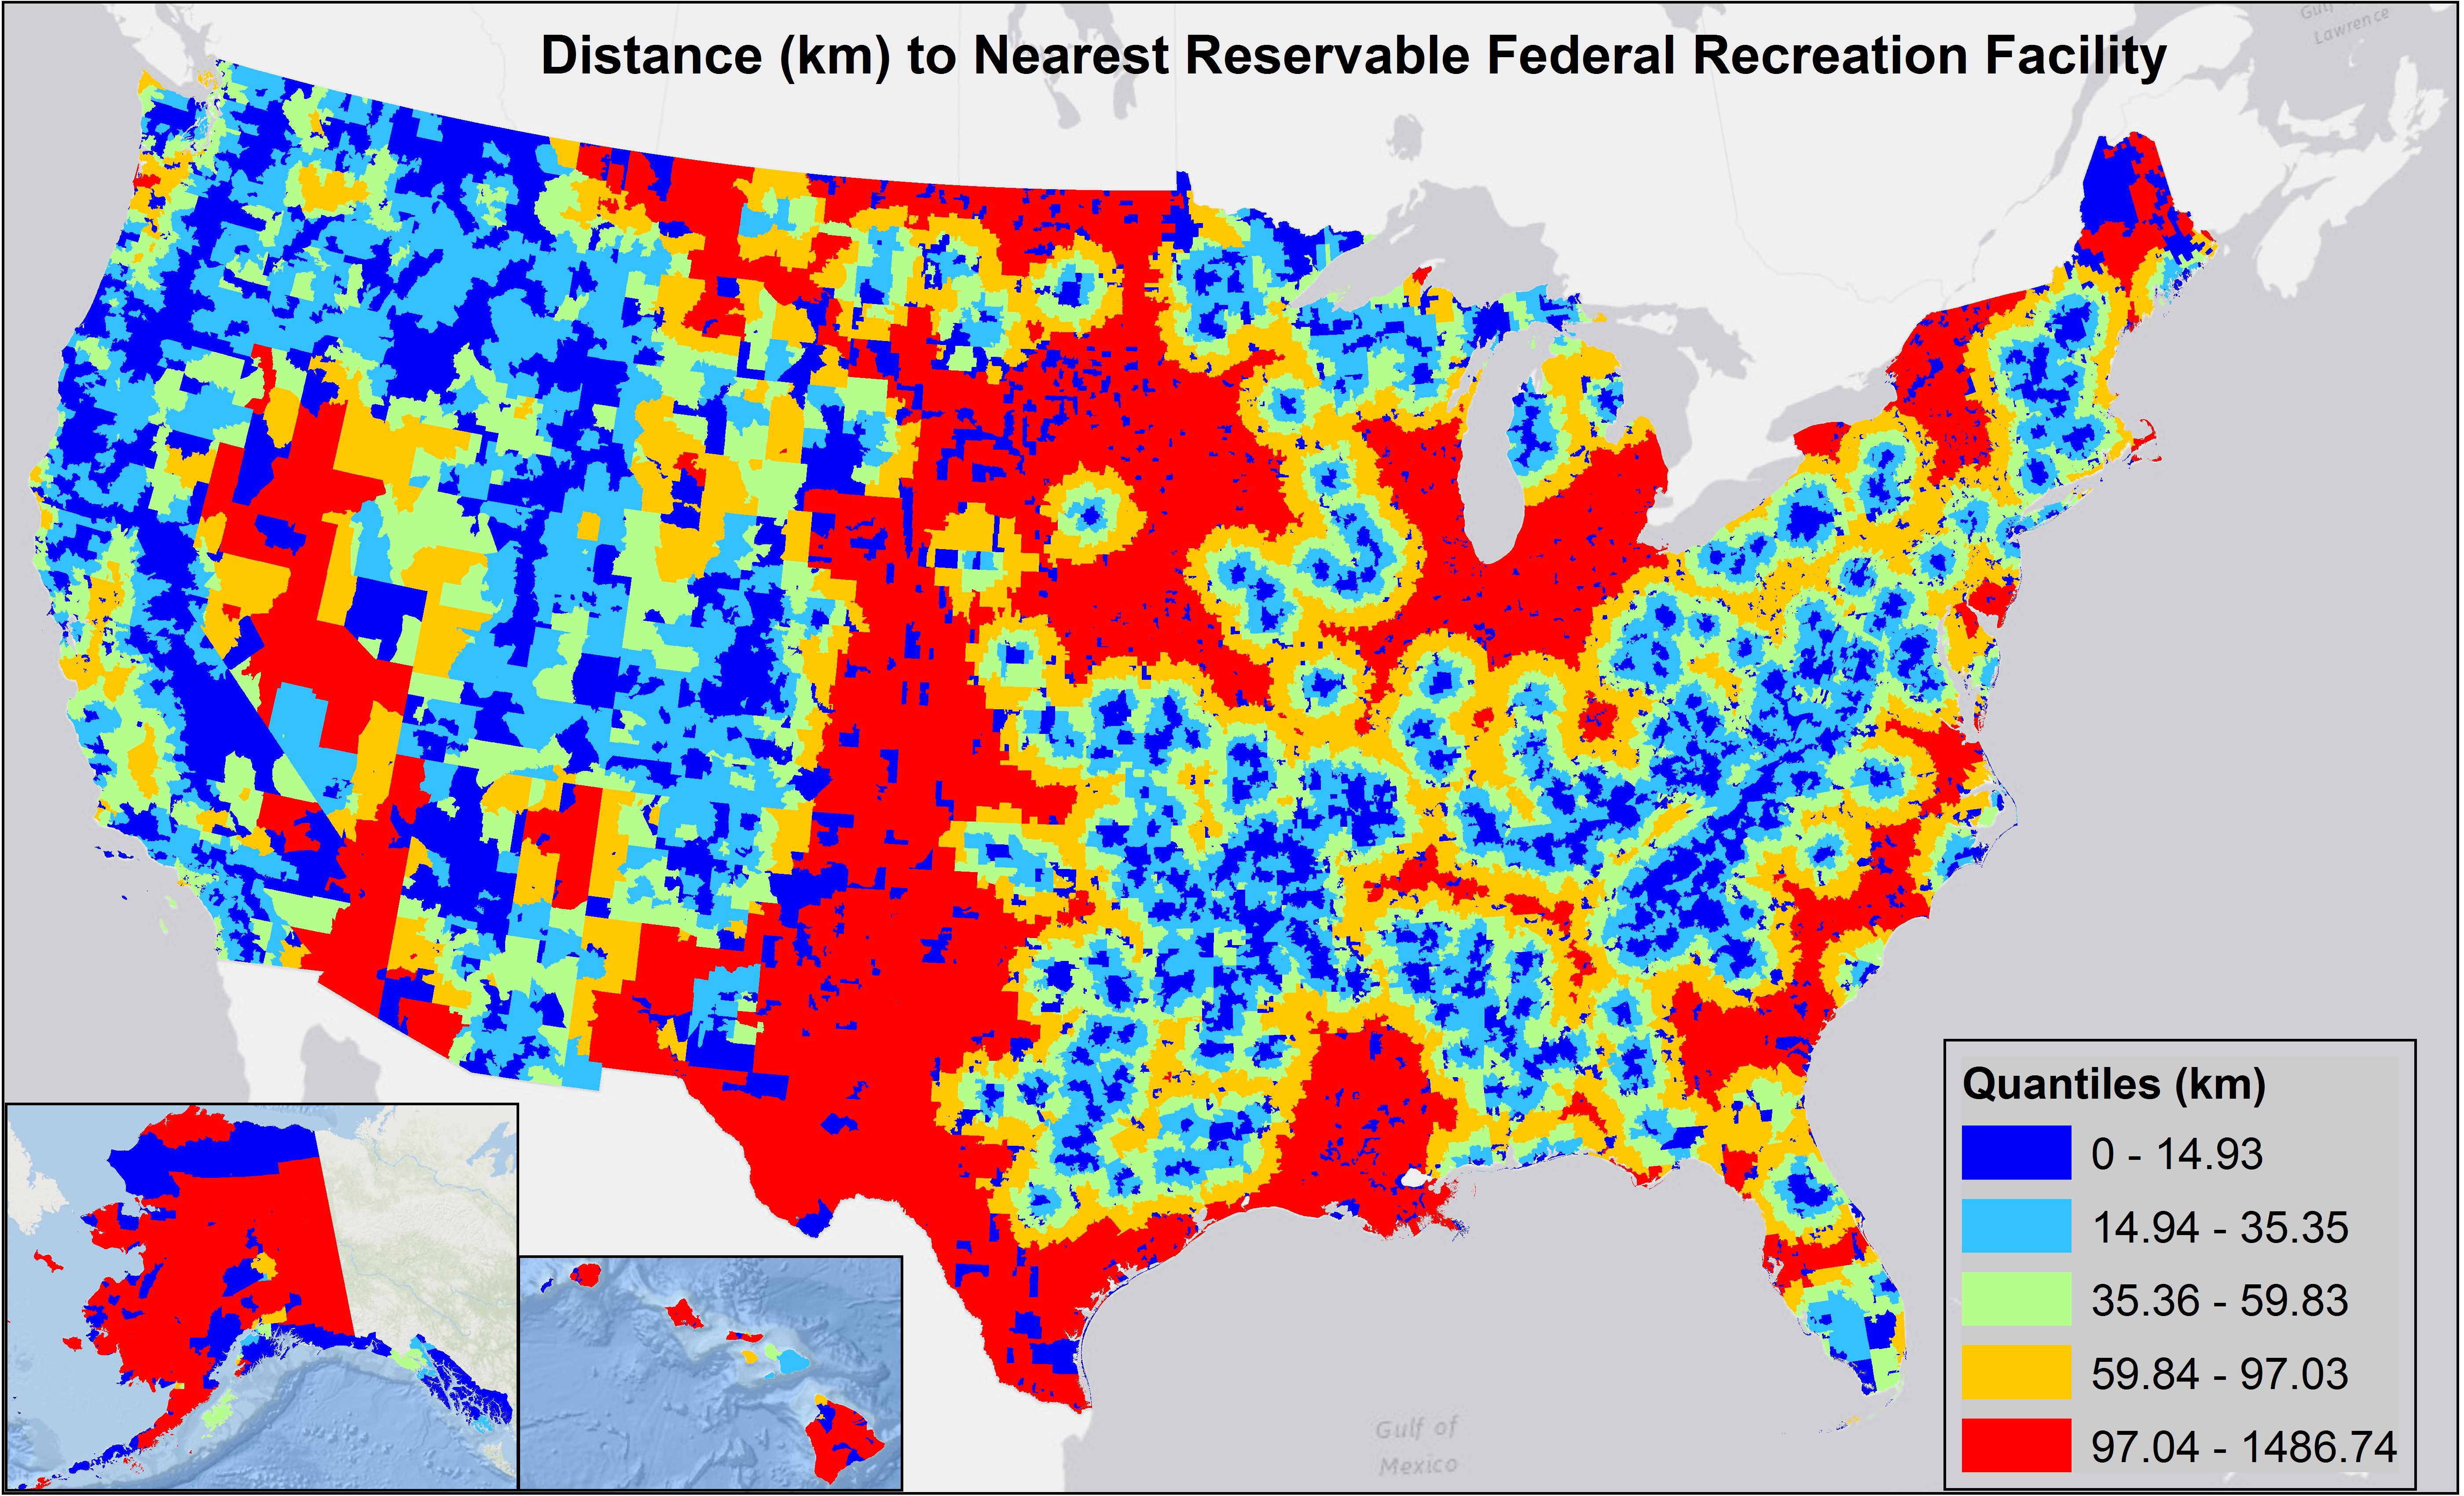 Gulf of
Lawrence
Distance (km) to Nearest Reservable Federal Recreation Facility
Quantiles (km)
0 - 14.93
14.94 - 35.35
35.36 - 59.83
59.84 - 97.03
97.04 - 1486.74
Gulf of
Mexico